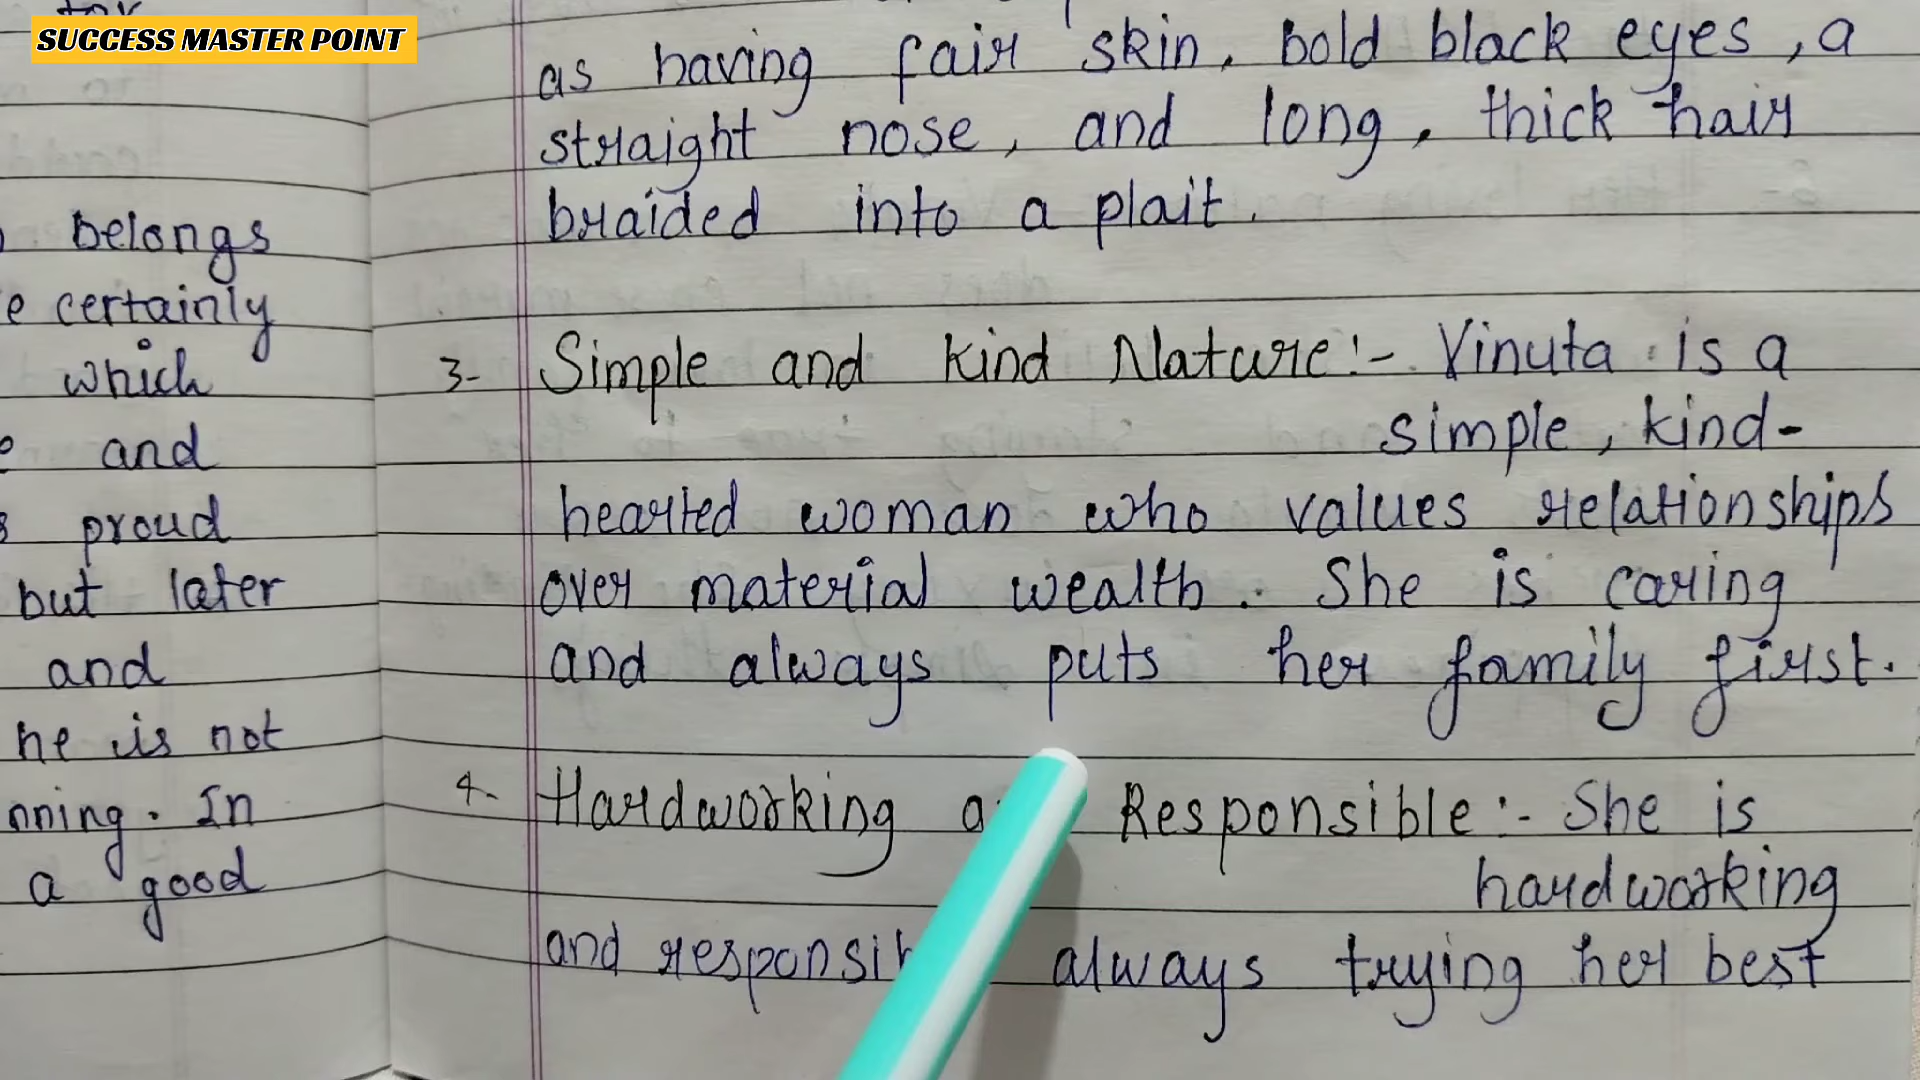 SUCCESS MASTER POINT
belongs
e certainly
which
and
proud
but later
and
he is not
nning. In
a good
as having fair skin, bold black eyes, a
straight nose, and long, thick hair
braided into a plait.
3- Simple and Kind Nature:- Vinuta is a
simple, kind-
hearted woman who values relationships
over material wealth. She is caring
and always puts her family first.
4- Hardworking a Responsible:- She is
hardworking
and responsib always trying her best